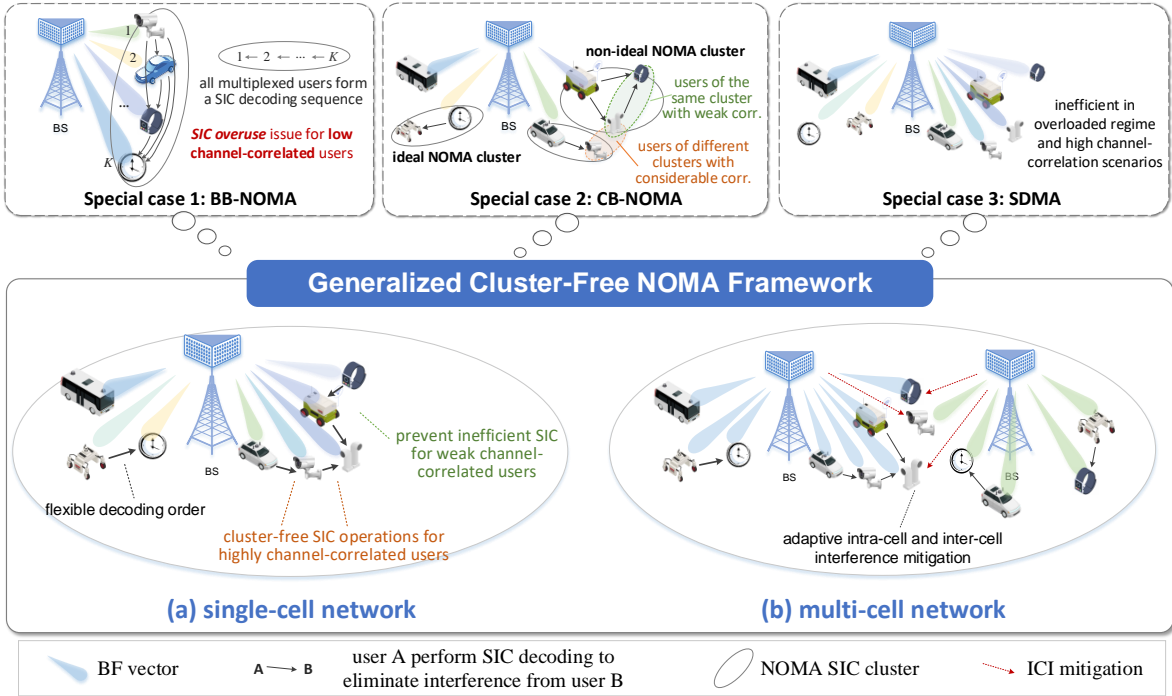 1
2
...
K
BS
1 ← 2 ← ... ← K
all multiplexed users form
a SIC decoding sequence
SIC overuse issue for low
channel-correlated users
Special case 1: BB-NOMA
non-ideal NOMA cluster
users of the
same cluster
with weak corr.
BS
ideal NOMA cluster
users of different
clusters with
considerable corr.
Special case 2: CB-NOMA
BS
inefficient in
overloaded regime
and high channel-
correlation scenarios
Special case 3: SDMA
Generalized Cluster-Free NOMA Framework
BS
prevent inefficient SIC
for weak channel-
correlated users
flexible decoding order
cluster-free SIC operations for
highly channel-correlated users
(a) single-cell network
BS
BS
adaptive intra-cell and inter-cell
interference mitigation
(b) multi-cell network
BF vector
A → B
user A perform SIC decoding to
eliminate interference from user B
NOMA SIC cluster
ICI mitigation